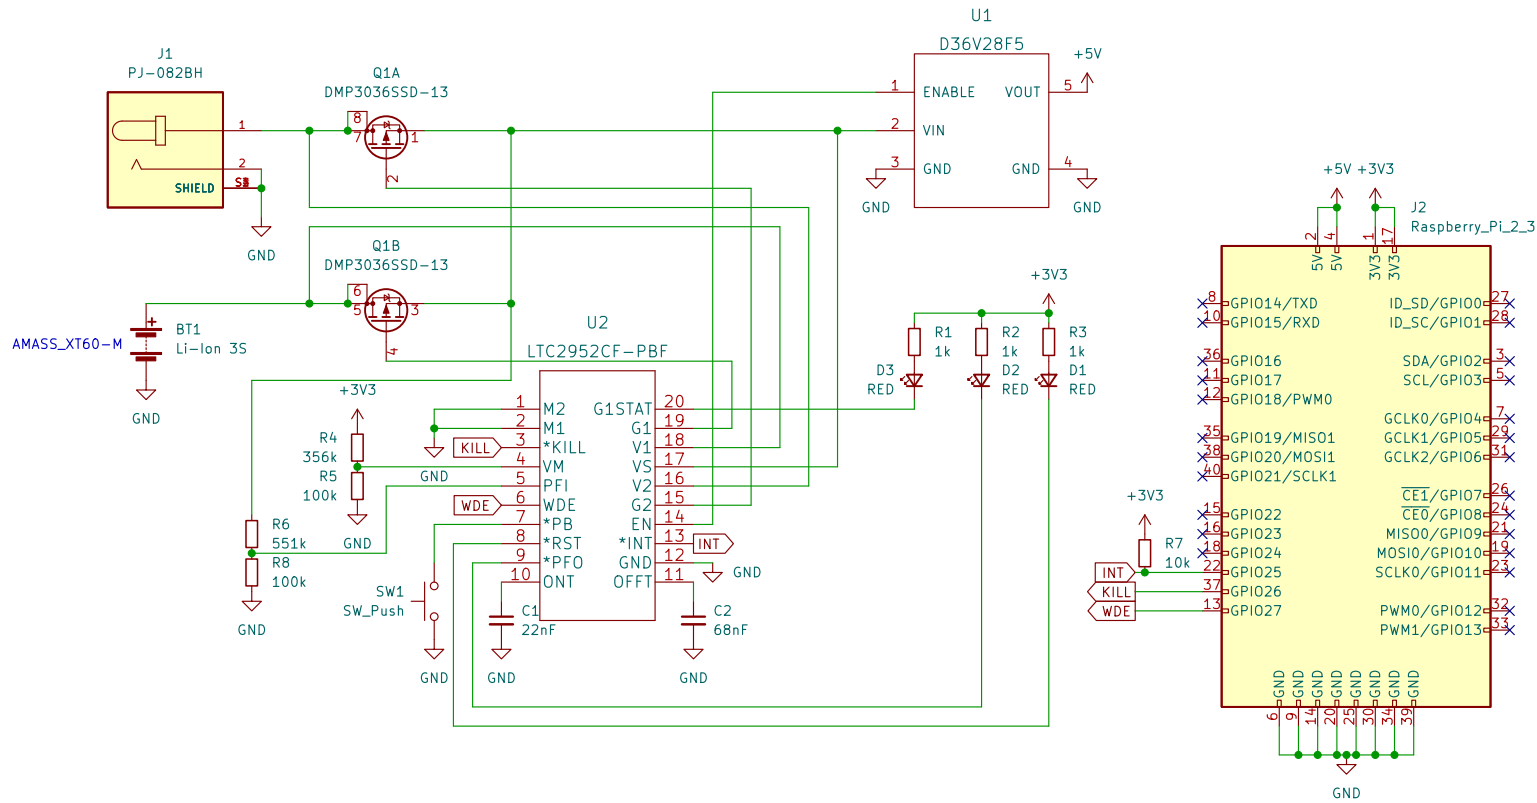 J1
PJ-082BH
1
2
SHIELD
GND
Q1A
DMP3036SSD-13
8
7
1
2
U1
D36V28F5
1
ENABLE
VOUT
5
+5V
2
VIN
3
GND
GND
4
GND
GND
Q1B
DMP3036SSD-13
6
5
3
4
AMASS_XT60-M
+
BT1
Li-Ion 3S
GND
+3V3
R4
356k
R5
100k
GND
R6
551k
R8
100k
GND
U2
LTC2952CF-PBF
1
M2
G1STAT
20
2
M1
G1
19
KILL
3
*KILL
V1
18
4
VM
VS
17
5
PFI
V2
16
WDE
6
WDE
G2
15
7
*PB
EN
14
8
*RST
*INT
13
INT
9
*PFO
GND
12
GND
10
ONT
OFFT
11
GND
SW1
SW_Push
GND
C1
22nF
GND
C2
68nF
GND
+3V3
R1
1k
R2
1k
R3
1k
D3
RED
D2
RED
D1
RED
+5V
+3V3
J2
Raspberry_Pi_2_3
2
4
1
17
5V
5V
3V3
3V3
8
GPIO14/TXD
ID_SD/GPIO0
27
10
GPIO15/RXD
ID_SC/GPIO1
28
36
GPIO16
SDA/GPIO2
3
11
GPIO17
SCL/GPIO3
5
12
GPIO18/PWM0
GCLK0/GPIO4
7
35
GPIO19/MISO1
GCLK1/GPIO5
29
38
GPIO20/MOSI1
GCLK2/GPIO6
31
40
GPIO21/SCLK1
CE1/GPIO7
26
15
GPIO22
CE0/GPIO8
24
16
GPIO23
MISO0/GPIO9
21
18
GPIO24
MOSI0/GPIO10
19
+3V3
R7
10k
INT
22
GPIO25
SCLK0/GPIO11
23
KILL
37
GPIO26
WDE
13
GPIO27
PWM0/GPIO12
32
PWM1/GPIO13
33
GND
GND
GND
GND
GND
GND
GND
GND
6
9
14
20
25
30
34
39
GND